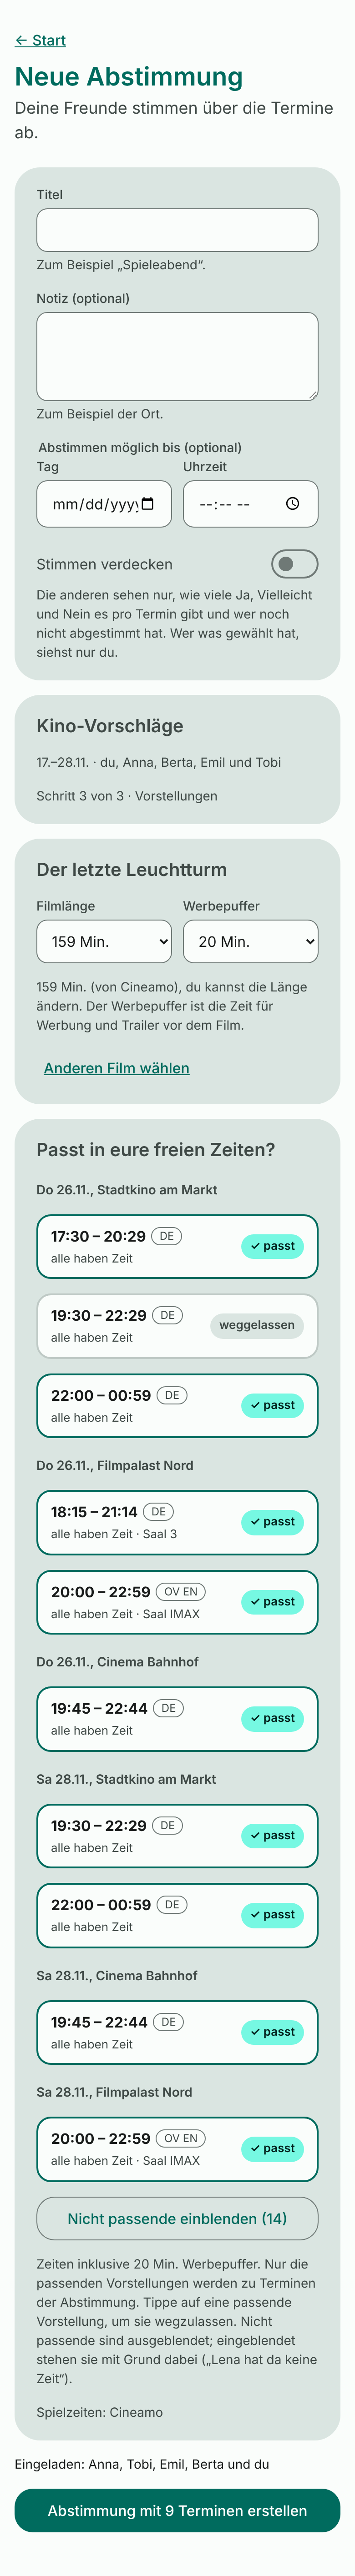 ← Start
Neue Abstimmung
Deine Freunde stimmen über die Termine
ab.
Titel
Zum Beispiel „Spieleabend“.
Notiz (optional)
Zum Beispiel der Ort.
Abstimmen möglich bis (optional)
Tag Uhrzeit
mm/dd/yyyy --:-- --
Stimmen verdecken
Die anderen sehen nur, wie viele Ja, Vielleicht
und Nein es pro Termin gibt und wer noch
nicht abgestimmt hat. Wer was gewählt hat,
siehst nur du.
Kino-Vorschläge
17.–28.11. · du, Anna, Berta, Emil und Tobi
Schritt 3 von 3 · Vorstellungen
Der letzte Leuchtturm
Filmlänge Werbepuffer
159 Min. 20 Min.
159 Min. (von Cineamo), du kannst die Länge
ändern. Der Werbepuffer ist die Zeit für
Werbung und Trailer vor dem Film.
Anderen Film wählen
Passt in eure freien Zeiten?
Do 26.11., Stadtkino am Markt
17:30 – 20:29 DE ✓ passt
alle haben Zeit
19:30 – 22:29 DE weggelassen
alle haben Zeit
22:00 – 00:59 DE ✓ passt
alle haben Zeit
Do 26.11., Filmpalast Nord
18:15 – 21:14 DE ✓ passt
alle haben Zeit · Saal 3
20:00 – 22:59 OV EN ✓ passt
alle haben Zeit · Saal IMAX
Do 26.11., Cinema Bahnhof
19:45 – 22:44 DE ✓ passt
alle haben Zeit
Sa 28.11., Stadtkino am Markt
19:30 – 22:29 DE ✓ passt
alle haben Zeit
22:00 – 00:59 DE ✓ passt
alle haben Zeit
Sa 28.11., Cinema Bahnhof
19:45 – 22:44 DE ✓ passt
alle haben Zeit
Sa 28.11., Filmpalast Nord
20:00 – 22:59 OV EN ✓ passt
alle haben Zeit · Saal IMAX
Nicht passende einblenden (14)
Zeiten inklusive 20 Min. Werbepuffer. Nur die
passenden Vorstellungen werden zu Terminen
der Abstimmung. Tippe auf eine passende
Vorstellung, um sie wegzulassen. Nicht
passende sind ausgeblendet; eingeblendet
stehen sie mit Grund dabei („Lena hat da keine
Zeit“).
Spielzeiten: Cineamo
Eingeladen: Anna, Tobi, Emil, Berta und du
Abstimmung mit 9 Terminen erstellen